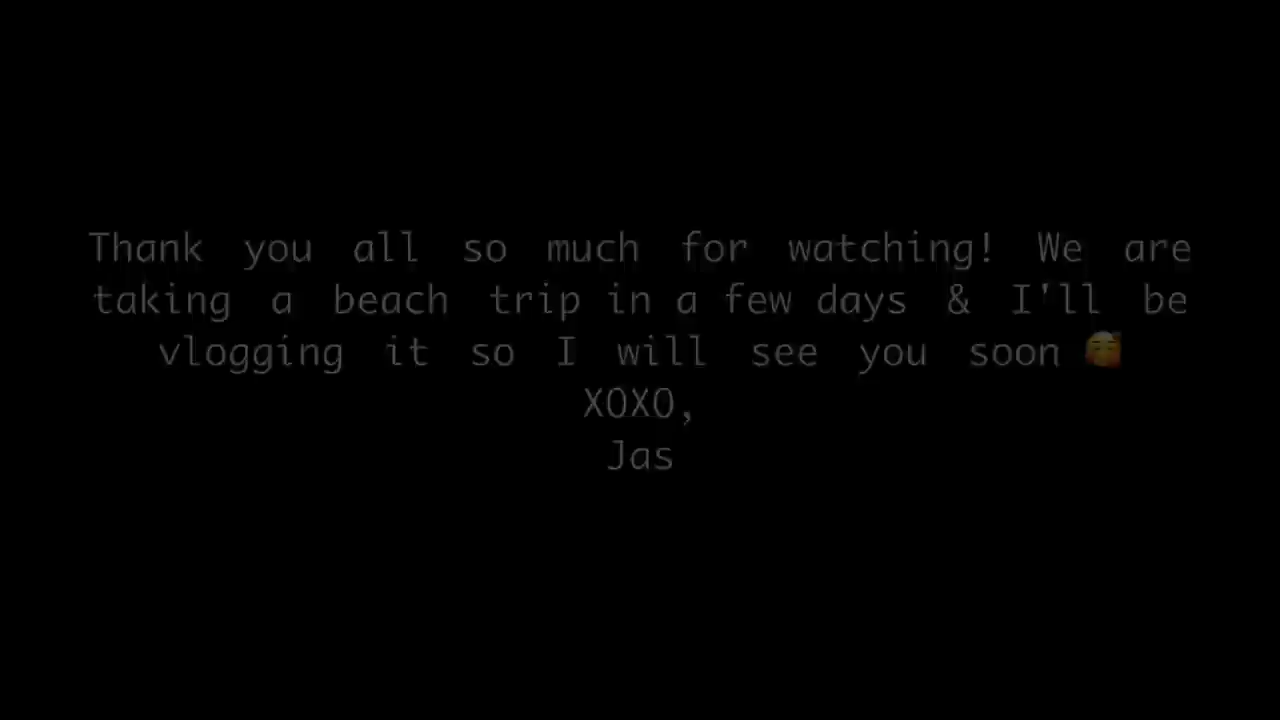 Thank you all so much for watching! We are
taking a beach trip in a few days & I'll be
vlogging it so I will see you soon 🥰
XOXO,
Jas